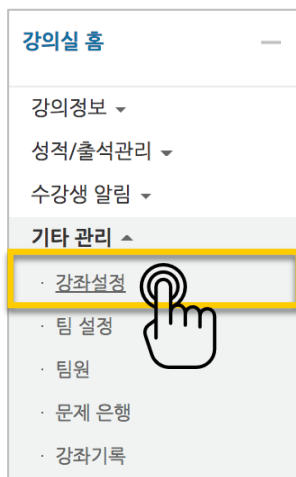 강의실 홈
강의정보
성적/출석관리
수강생 알림
기타 관리
· 강좌설정
· 팀 설정
· 팀원
· 문제 은행
· 강좌기록